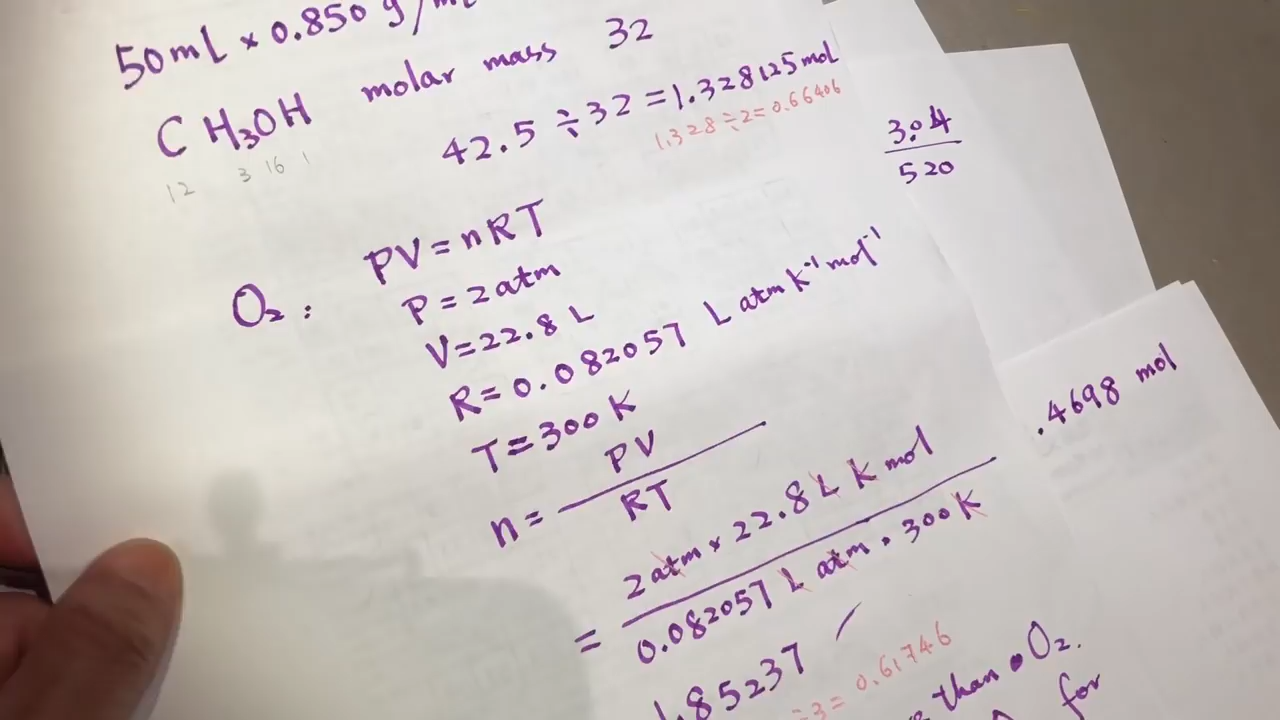 50mL × 0.850 g/mL
CH₃OH molar mass 32
12 3 16 1
42.5 ÷ 32 = 1.328125 mol
1.328 ÷ 2 = 0.66406
3.04
520
O₂ : PV = nRT
P = 2 atm
V = 22.8 L
R = 0.082057 L atm K⁻¹ mol⁻¹
T = 300 K
n = PV
RT
.4698 mol
= 2 atm × 22.8 L K mol
0.082057 L atm • 300 K
1.85237
÷3 = 0.61746
than O₂.
for